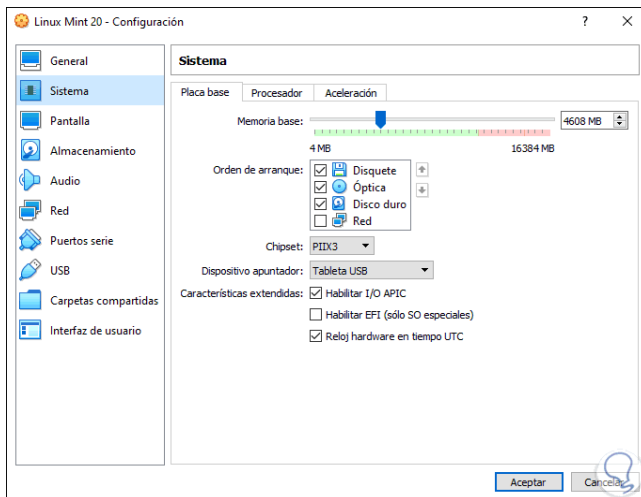 Linux Mint 20 - Configuración
? X
General
Sistema
Pantalla
Almacenamiento
Audio
Red
Puertos serie
USB
Carpetas compartidas
Interfaz de usuario
Sistema
Placa base Procesador Aceleración
Memoria base: 4608 MB
4 MB 16384 MB
Orden de arranque: Disquete
Óptica
Disco duro
Red
Chipset: PIIX3
Dispositivo apuntador: Tableta USB
Características extendidas: Habilitar I/O APIC
Habilitar EFI (sólo SO especiales)
Reloj hardware en tiempo UTC
Aceptar Cancelar